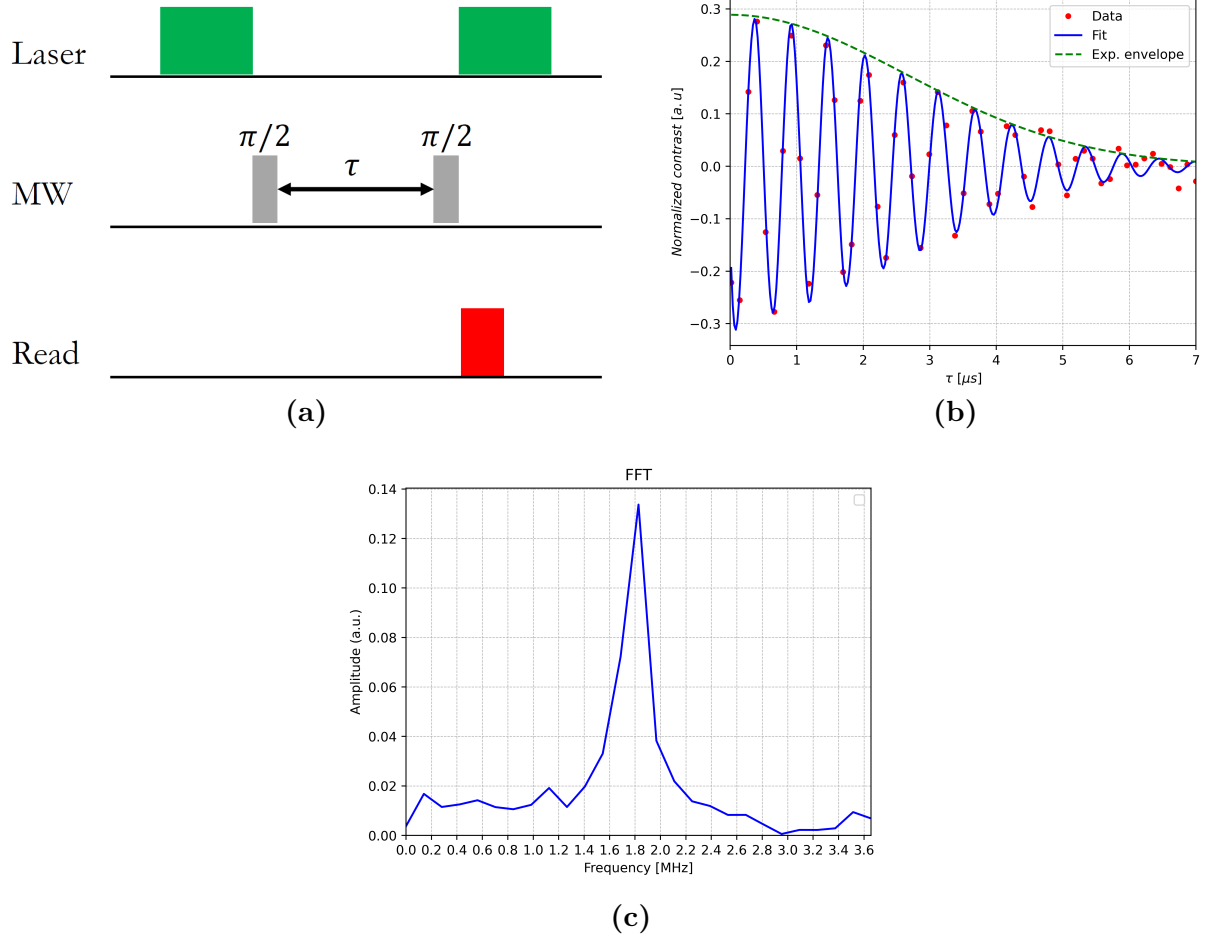 Laser
π/2 π/2
τ
MW
Read
(a)
0.3
0.2
0.1
0.0
−0.1
−0.2
−0.3
Normalized contrast [a. u]
Data
Fit
Exp. envelope
0 1 2 3 4 5 6 7
τ [μs]
(b)
FFT
0.14
0.12
0.10
0.08
0.06
0.04
0.02
0.00
Amplitude (a.u.)
0.0 0.2 0.4 0.6 0.8 1.0 1.2 1.4 1.6 1.8 2.0 2.2 2.4 2.6 2.8 3.0 3.2 3.4 3.6
Frequency [MHz]
(c)